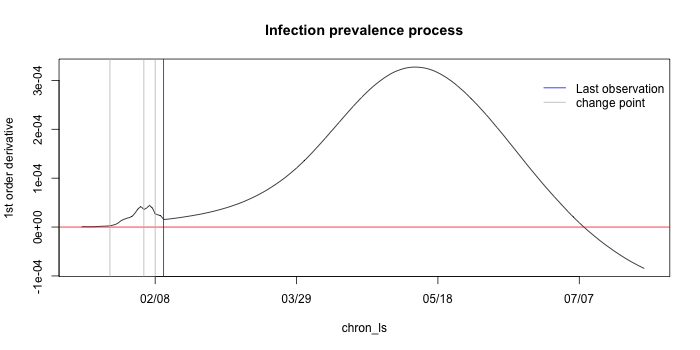 Infection prevalence process
1st order derivative
3e-04
2e-04
1e-04
0e+00
-1e-04
Last observation
change point
02/08
03/29
05/18
07/07
chron_ls